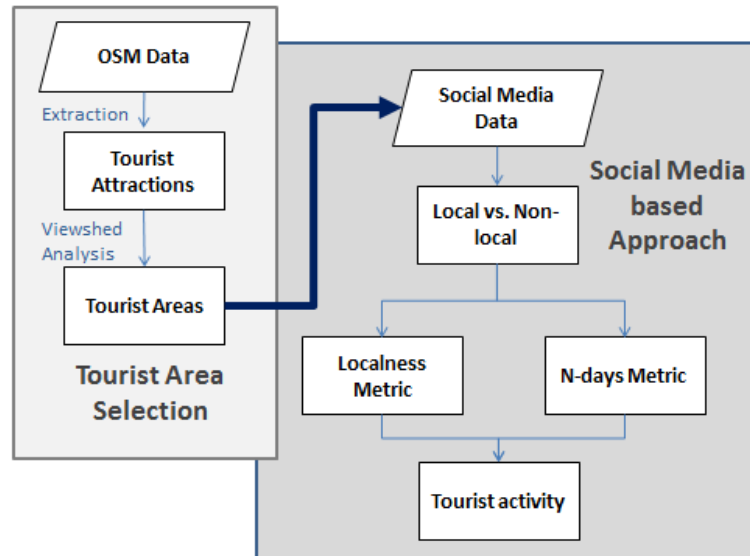 OSM Data
Extraction
Tourist
Attractions
Viewshed
Analysis
Tourist Areas
Tourist Area
Selection
Social Media
Data
Social Media
based
Approach
Local vs. Non-
local
Localness
Metric
N-days Metric
Tourist activity